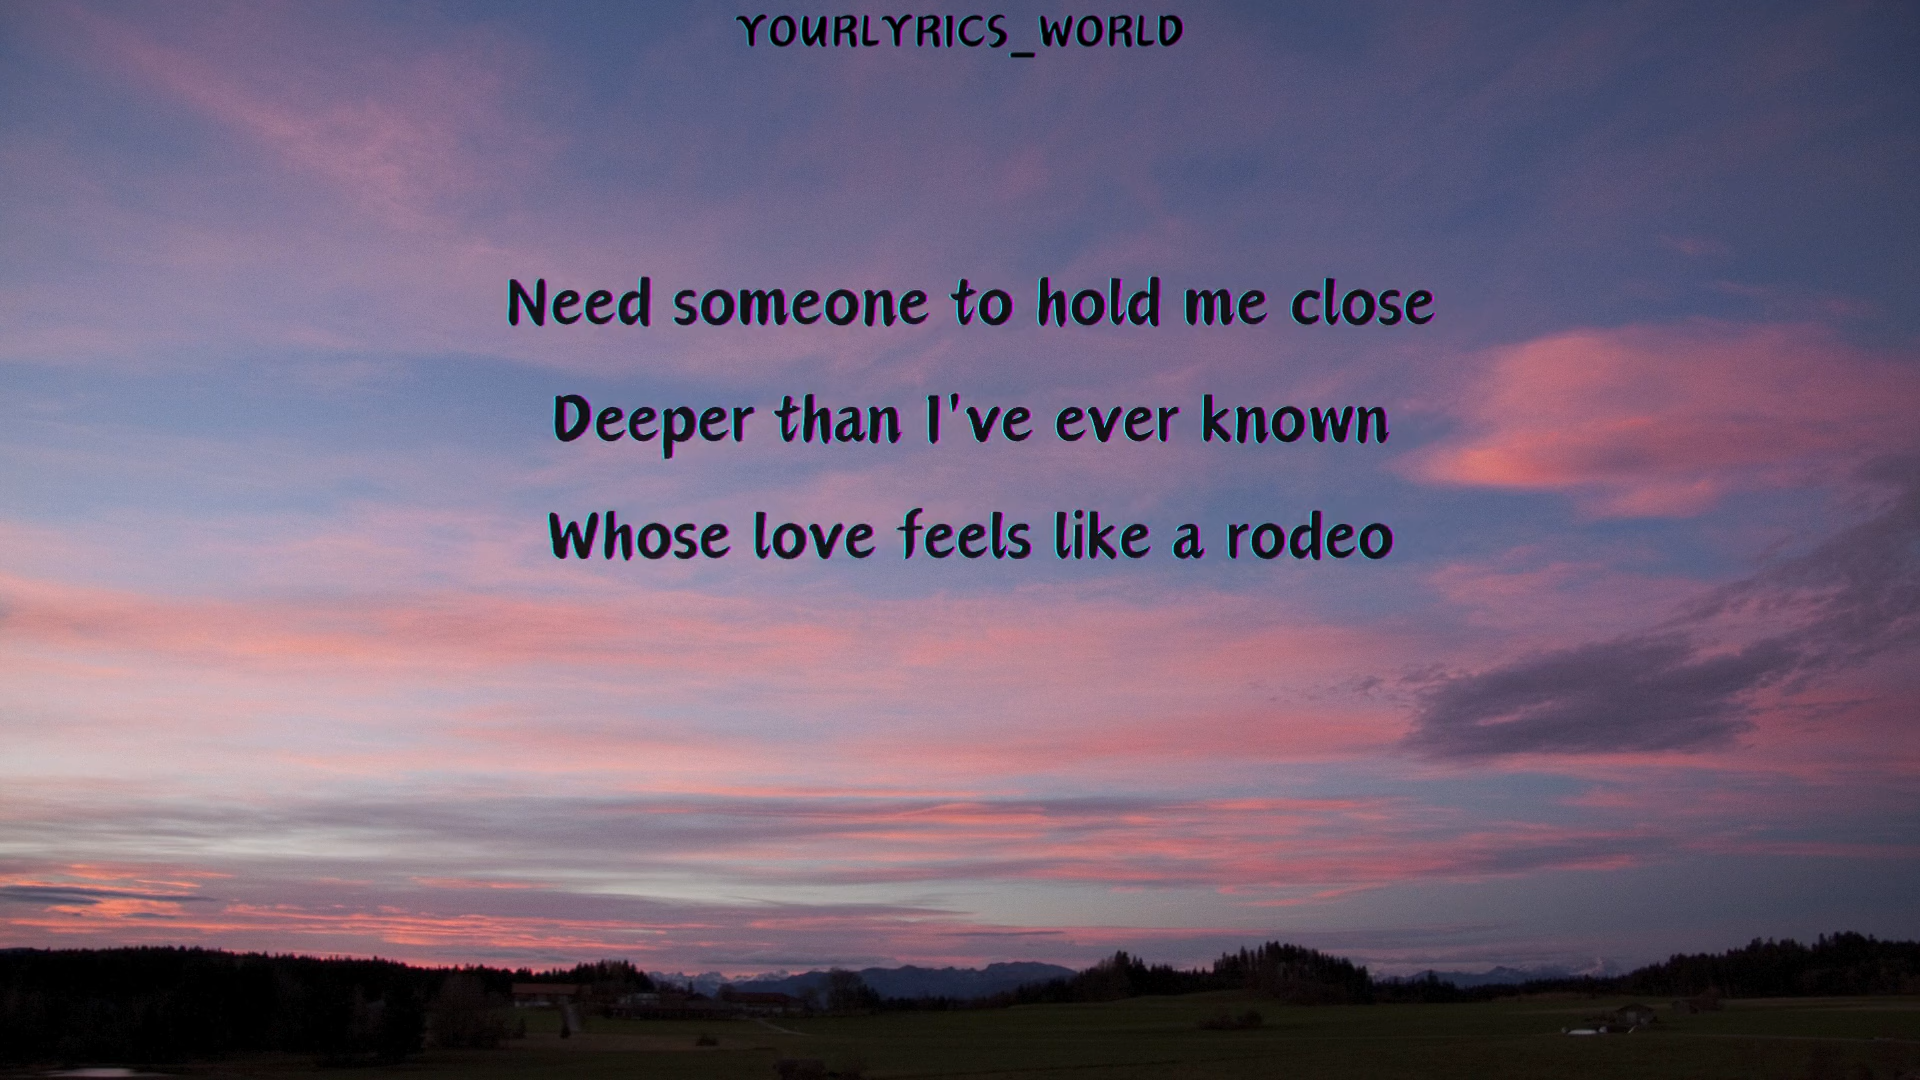 YOURLYRICS_WORLD
Need someone to hold me close
Deeper than I've ever known
Whose love feels like a rodeo